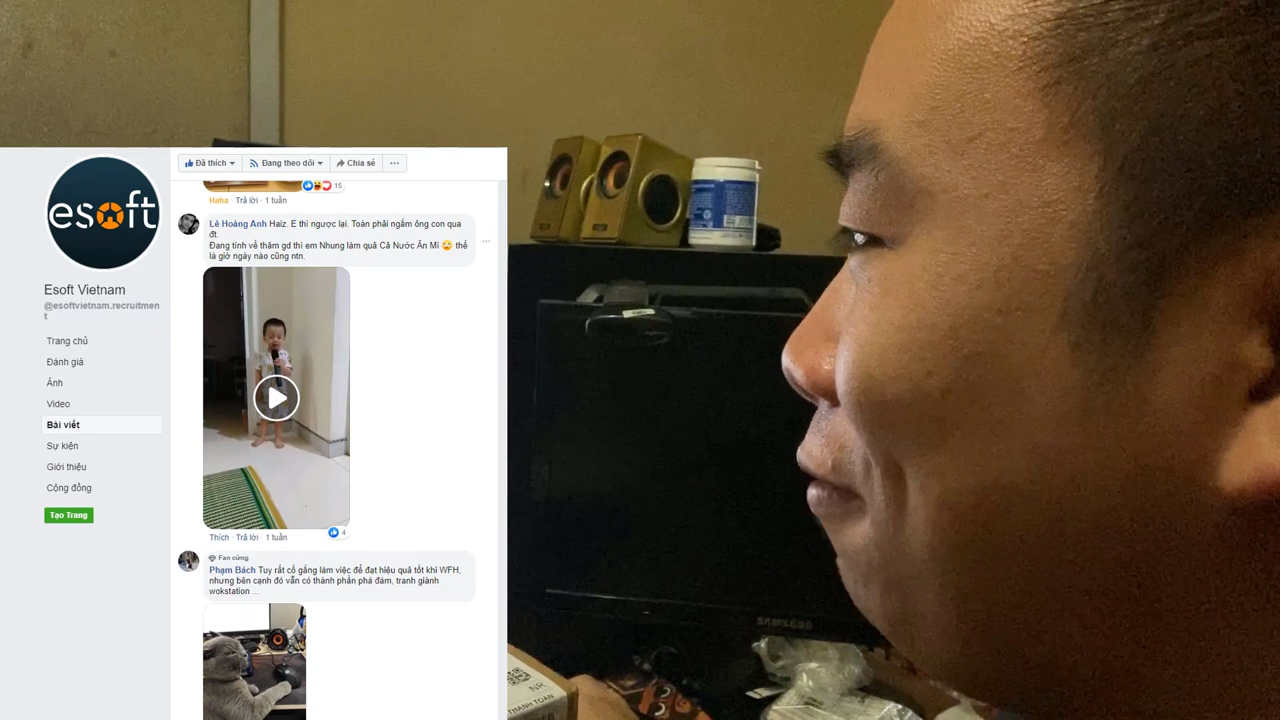 esoft
Esoft Vietnam
@esoftvietnam.recruitmen
t
Trang chủ
Đánh giá
Ảnh
Video
Bài viết
Sự kiện
Giới thiệu
Cộng đồng
Tạo Trang
Đã thích
Đang theo dõi
Chia sẻ
15
Haha · Trả lời · 1 tuần
Lê Hoàng Anh Haiz. E thì ngược lại. Toàn phải ngắm ông con qua
đt.
Đang tính về thăm gd thì em Nhung làm quả Cả Nước Ăn Mì thế
là giờ ngày nào cũng ntn.
4
Thích · Trả lời · 1 tuần
Fan cứng
Phạm Bách Tuy rất cố gắng làm việc để đạt hiệu quả tốt khi WFH,
nhưng bên cạnh đó vẫn có thành phần phá đám, tranh giành
wokstation ...
SAMSUNG
NR
THANH TOÁN